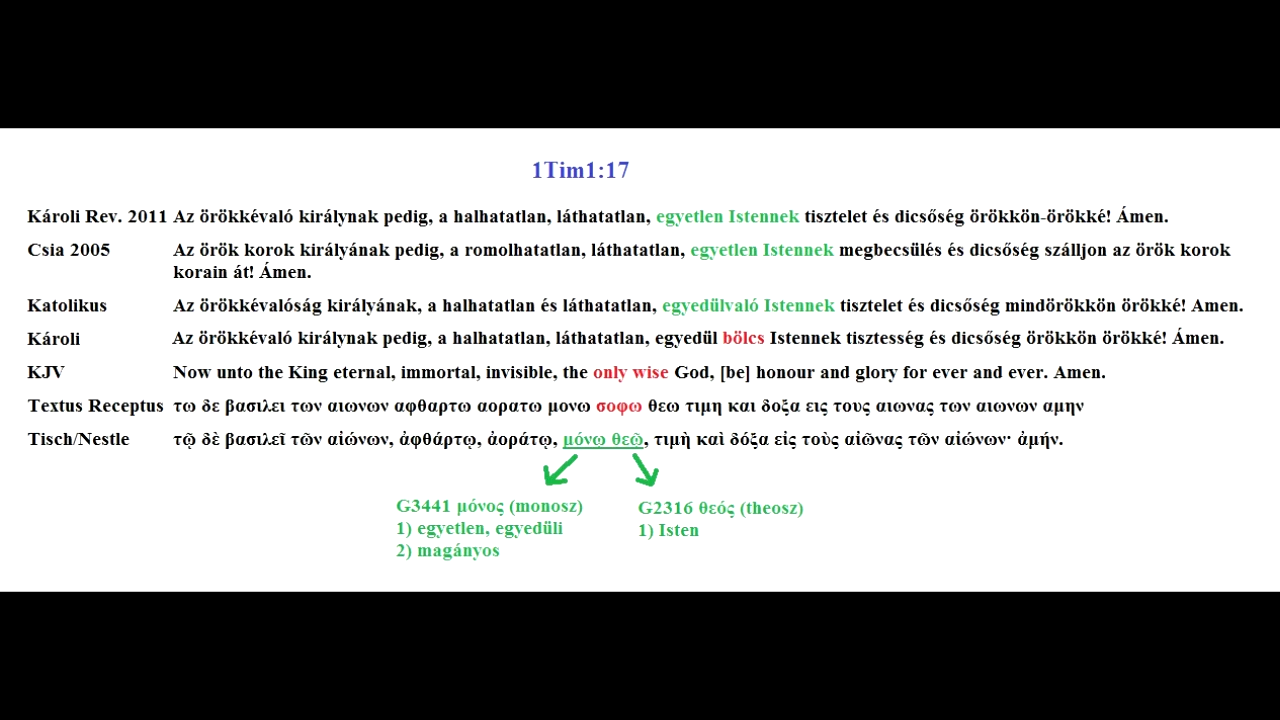 1Tim1:17
Károli Rev. 2011 Az örökkévaló királynak pedig, a halhatatlan, láthatatlan, egyetlen Istennek tisztelet és dicsőség örökkön-örökké! Ámen.
Csia 2005 Az örök korok királyának pedig, a romolhatatlan, láthatatlan, egyetlen Istennek megbecsülés és dicsőség szálljon az örök korok
korain át! Ámen.
Katolikus Az örökkévalóság királyának, a halhatatlan és láthatatlan, egyedülvaló Istennek tisztelet és dicsőség mindörökkön örökké! Amen.
Károli Az örökkévaló királynak pedig, a halhatatlan, láthatatlan, egyedül bölcs Istennek tisztesség és dicsőség örökkön örökké! Ámen.
KJV Now unto the King eternal, immortal, invisible, the only wise God, [be] honour and glory for ever and ever. Amen.
Textus Receptus τω δε βασιλει των αιωνων αφθαρτω αορατω μονω σοφω θεω τιμη και δοξα εις τους αιωνας των αιωνων αμην
Tisch/Nestle τῷ δὲ βασιλεῖ τῶν αἰώνων, ἀφθάρτῳ, ἀοράτῳ, μόνῳ θεῷ, τιμὴ καὶ δόξα εἰς τοὺς αἰῶνας τῶν αἰώνων· ἀμήν.
G3441 μόνος (monosz)
1) egyetlen, egyedüli
2) magányos
G2316 θεός (theosz)
1) Isten